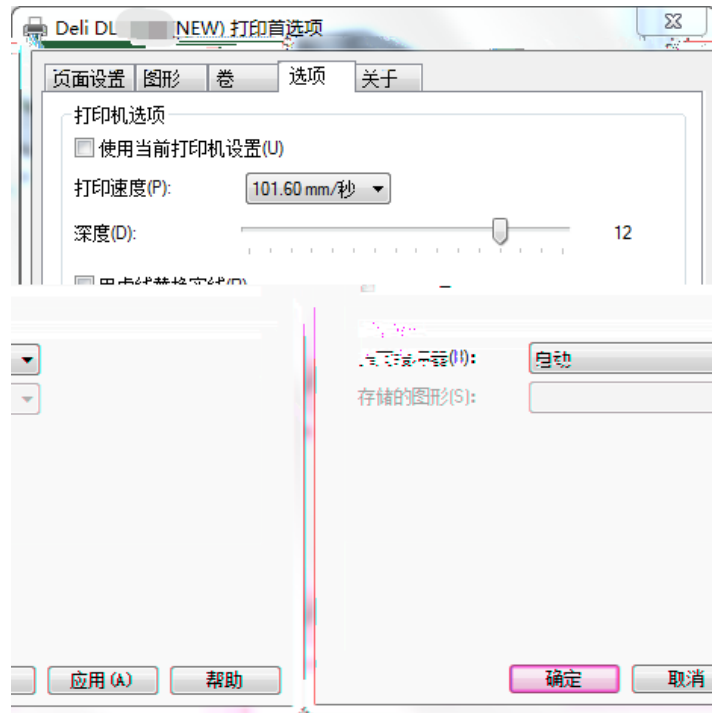 Deli DL (NEW) 打印首选项
页面设置 图形 卷 选项 关于
打印机选项
使用当前打印机设置(U)
打印速度(P): 101.60 mm/秒
深度(D): 12
自动
存储的图形(S):
应用(A) 帮助 确定 取消